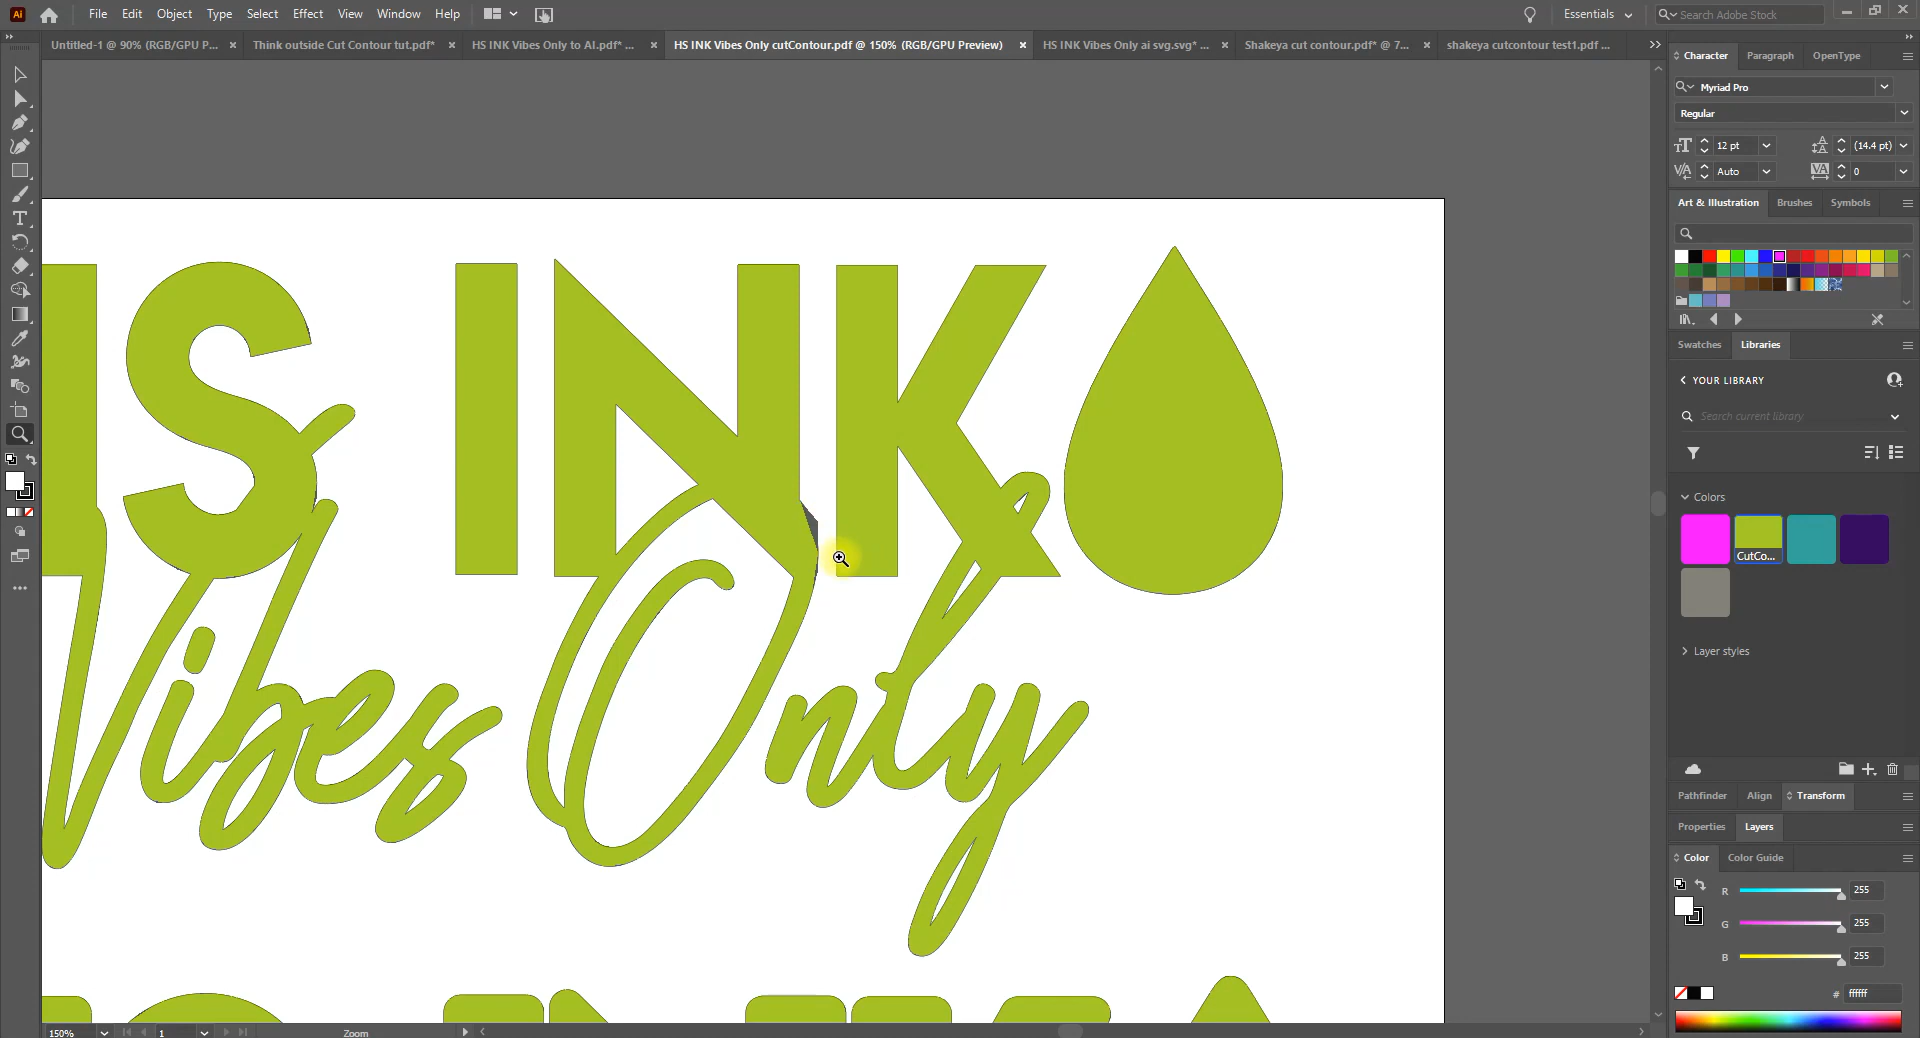 Ai File Edit Object Type Select Effect View Window Help Essentials Search Adobe Stock
Untitled-1 @ 90% (RGB/GPU P... × Think outside Cut Contour tut.pdf* × HS INK Vibes Only to AI.pdf* ... × HS INK Vibes Only cutContour.pdf @ 150% (RGB/GPU Preview) × HS INK Vibes Only ai svg.svg* ... × Shakeya cut contour.pdf* @ 7... × shakeya cutcontour test1.pdf ...
Character Paragraph OpenType
Myriad Pro
Regular
12 pt (14.4 pt)
Auto 0
Art & Illustration Brushes Symbols
Swatches Libraries
YOUR LIBRARY
Search current library
Colors
CutCo...
Layer styles
Pathfinder Align Transform
Properties Layers
Color Color Guide
R 255
G 255
B 255
# ffffff
HS INK
Vibes Only
150% 1 Zoom